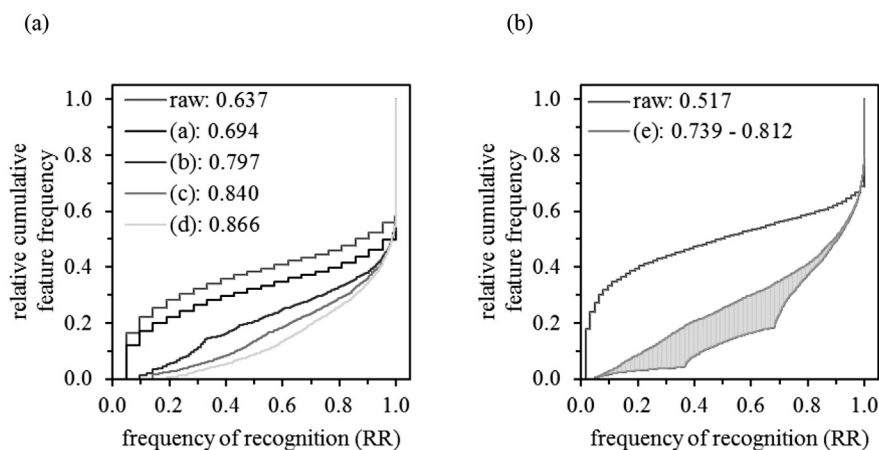 (a)
relative cumulative
feature frequency
1.0
0.8
0.6
0.4
0.2
0.0
raw: 0.637
(a): 0.694
(b): 0.797
(c): 0.840
(d): 0.866
0.0 0.2 0.4 0.6 0.8 1.0
frequency of recognition (RR)
(b)
relative cumulative
feature frequency
1.0
0.8
0.6
0.4
0.2
0.0
raw: 0.517
(e): 0.739 - 0.812
0.0 0.2 0.4 0.6 0.8 1.0
frequency of recognition (RR)